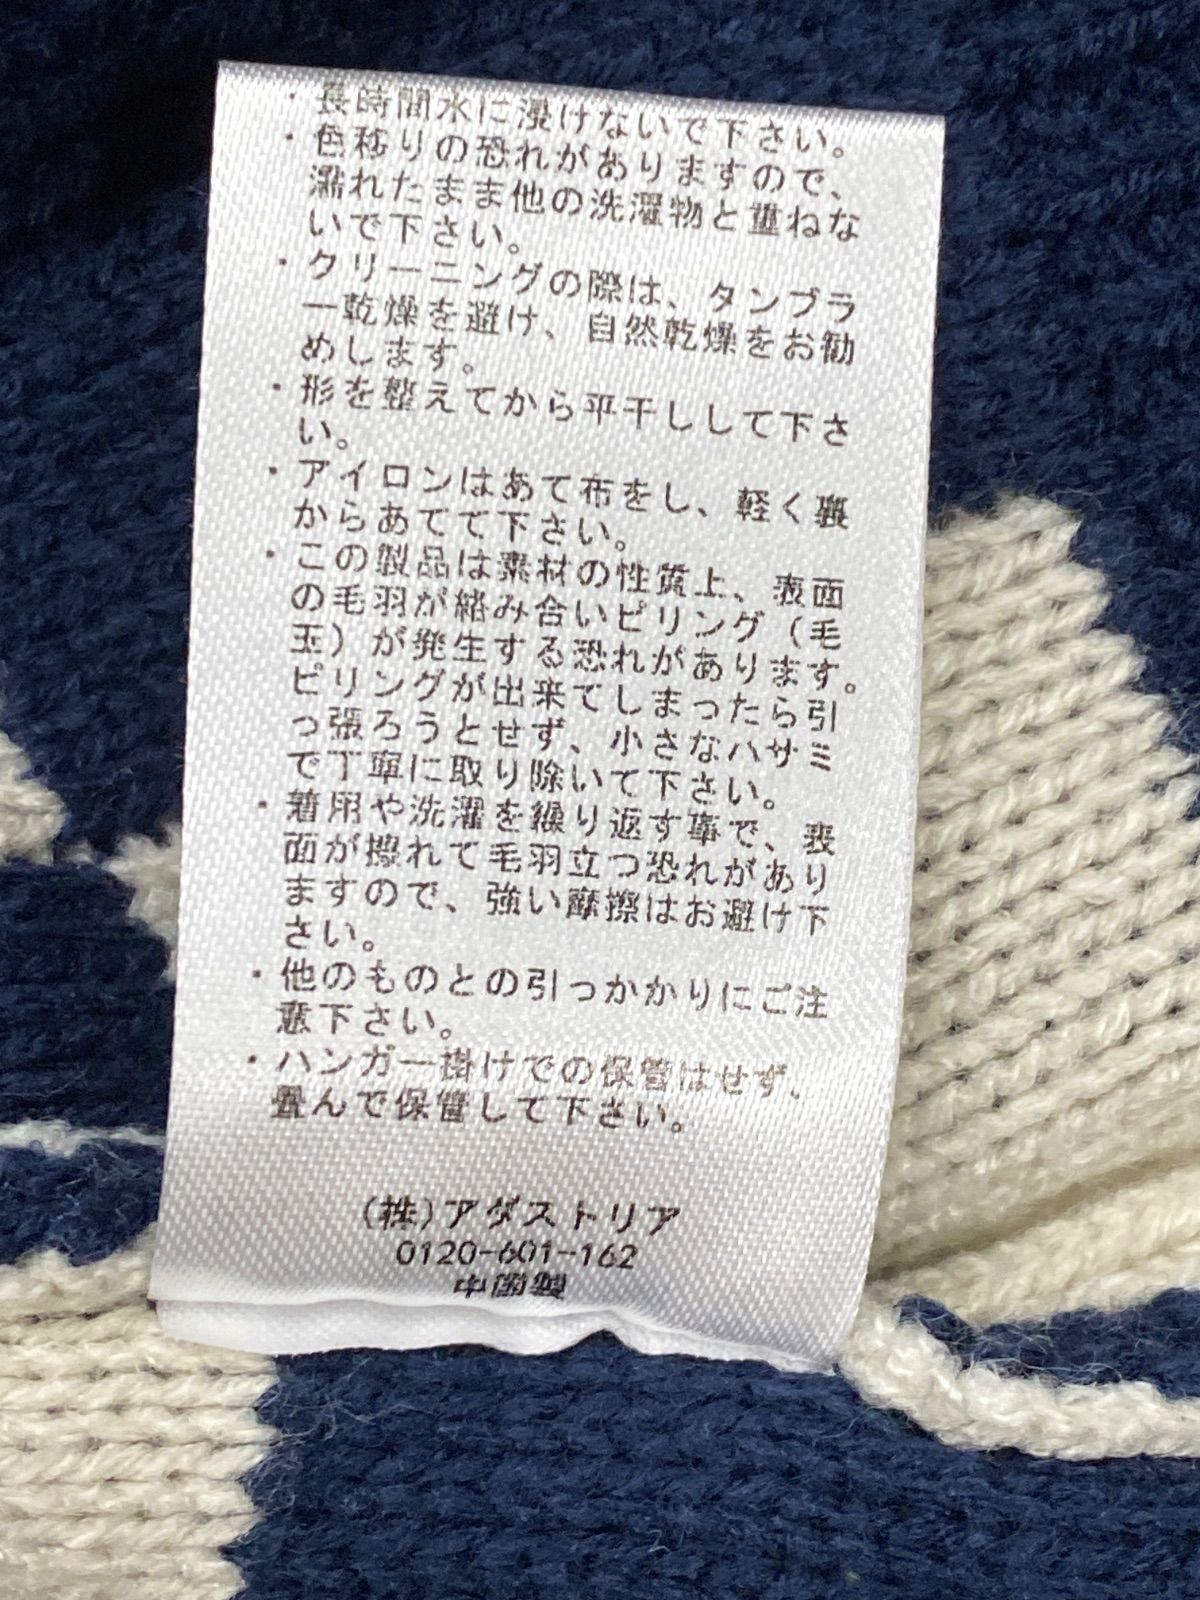 ・長時間水に浸けないで下さい。
・色移りの恐れがありますので、
濡れたまま他の洗濯物と重ねな
いで下さい。
・クリーニングの際は、タンブラ
ー乾燥を避け、自然乾燥をお勧
めします。
・形を整えてから平干しして下さ
い。
・アイロンはあて布をし、軽く裏
からあてて下さい。
・この製品は素材の性質上、表面
の毛羽が絡み合いピリング(毛
玉)が発生する恐れがあります。
ピリングが出来てしまったら引
っ張ろうとせず、小さなハサミ
で丁寧に取り除いて下さい。
・着用や洗濯を繰り返す事で、表
面が擦れて毛羽立つ恐れがあり
ますので、強い摩擦はお避け下
さい。
・他のものとの引っかかりにご注
意下さい。
・ハンガー掛けでの保管はせず、
畳んで保管して下さい。
(株)アダストリア
0120-601-162
中国製